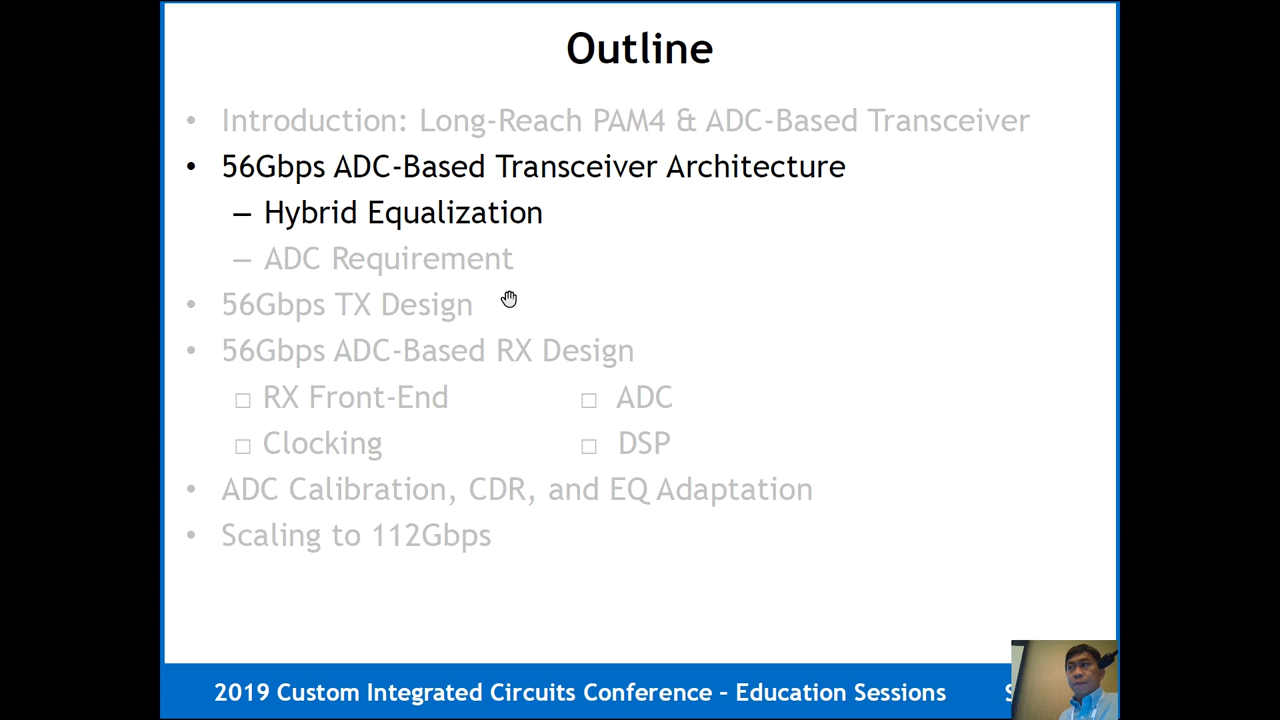 Outline
• Introduction: Long-Reach PAM4 & ADC-Based Transceiver
• 56Gbps ADC-Based Transceiver Architecture
– Hybrid Equalization
– ADC Requirement
• 56Gbps TX Design
• 56Gbps ADC-Based RX Design
□ RX Front-End □ ADC
□ Clocking □ DSP
• ADC Calibration, CDR, and EQ Adaptation
• Scaling to 112Gbps
2019 Custom Integrated Circuits Conference – Education Sessions